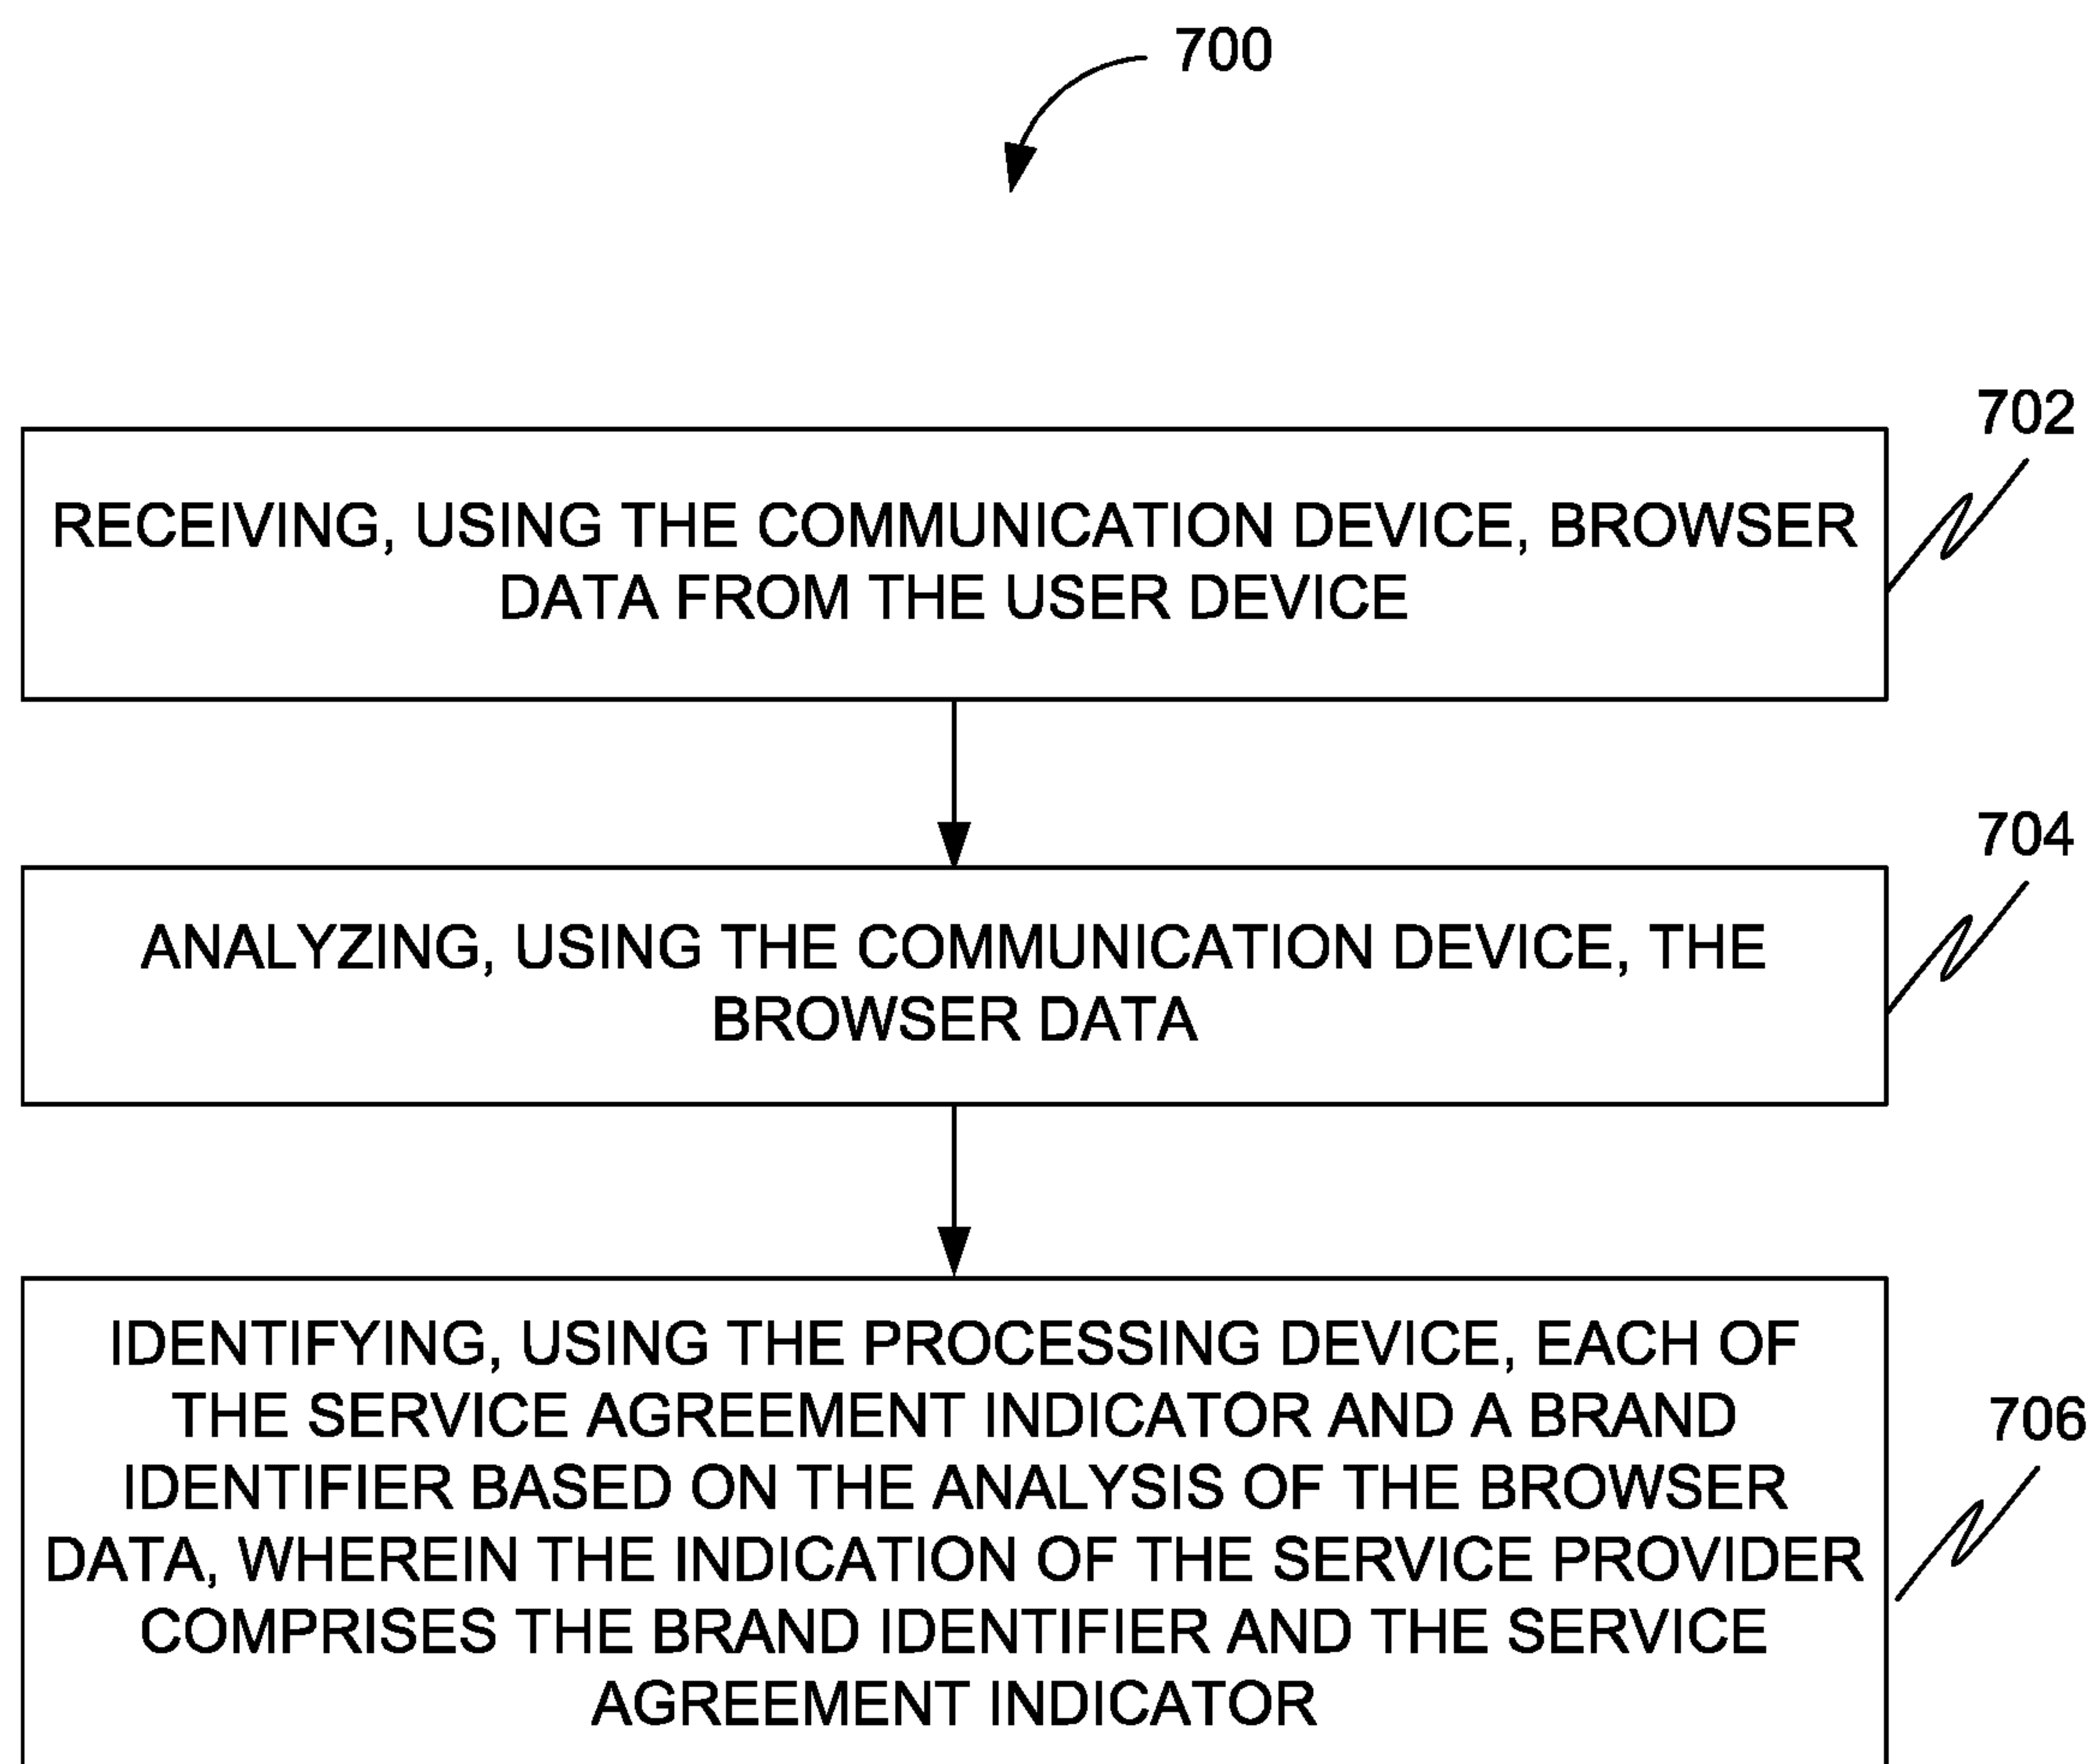 700
702
RECEIVING, USING THE COMMUNICATION DEVICE, BROWSER
DATA FROM THE USER DEVICE
704
ANALYZING, USING THE COMMUNICATION DEVICE, THE
BROWSER DATA
IDENTIFYING, USING THE PROCESSING DEVICE, EACH OF
THE SERVICE AGREEMENT INDICATOR AND A BRAND
706
IDENTIFIER BASED ON THE ANALYSIS OF THE BROWSER
DATA, WHEREIN THE INDICATION OF THE SERVICE PROVIDER
COMPRISES THE BRAND IDENTIFIER AND THE SERVICE
AGREEMENT INDICATOR